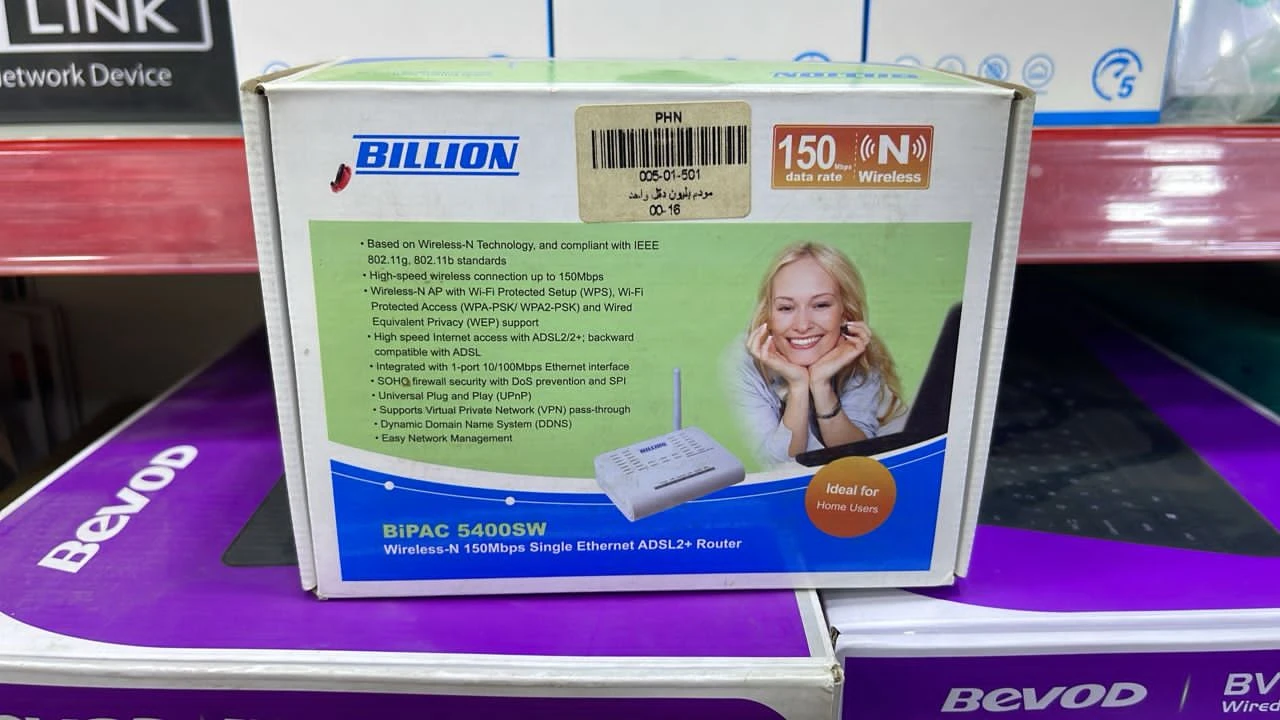 LINK
Network Device
5
BILLION
PHN
005-01-501
مودم بلیون دکل واحد
00-16
150 Mbps
data rate
N
Wireless
• Based on Wireless-N Technology, and compliant with IEEE
802.11g, 802.11b standards
• High-speed wireless connection up to 150Mbps
• Wireless-N AP with Wi-Fi Protected Setup (WPS), Wi-Fi
Protected Access (WPA-PSK/ WPA2-PSK) and Wired
Equivalent Privacy (WEP) support
• High speed Internet access with ADSL2/2+; backward
compatible with ADSL
• Integrated with 1-port 10/100Mbps Ethernet interface
• SOHO firewall security with DoS prevention and SPI
• Universal Plug and Play (UPnP)
• Supports Virtual Private Network (VPN) pass-through
• Dynamic Domain Name System (DDNS)
• Easy Network Management
BILLION
Ideal for
Home Users
BiPAC 5400SW
Wireless-N 150Mbps Single Ethernet ADSL2+ Router
BEVOD
BEVOD
BV
Wired